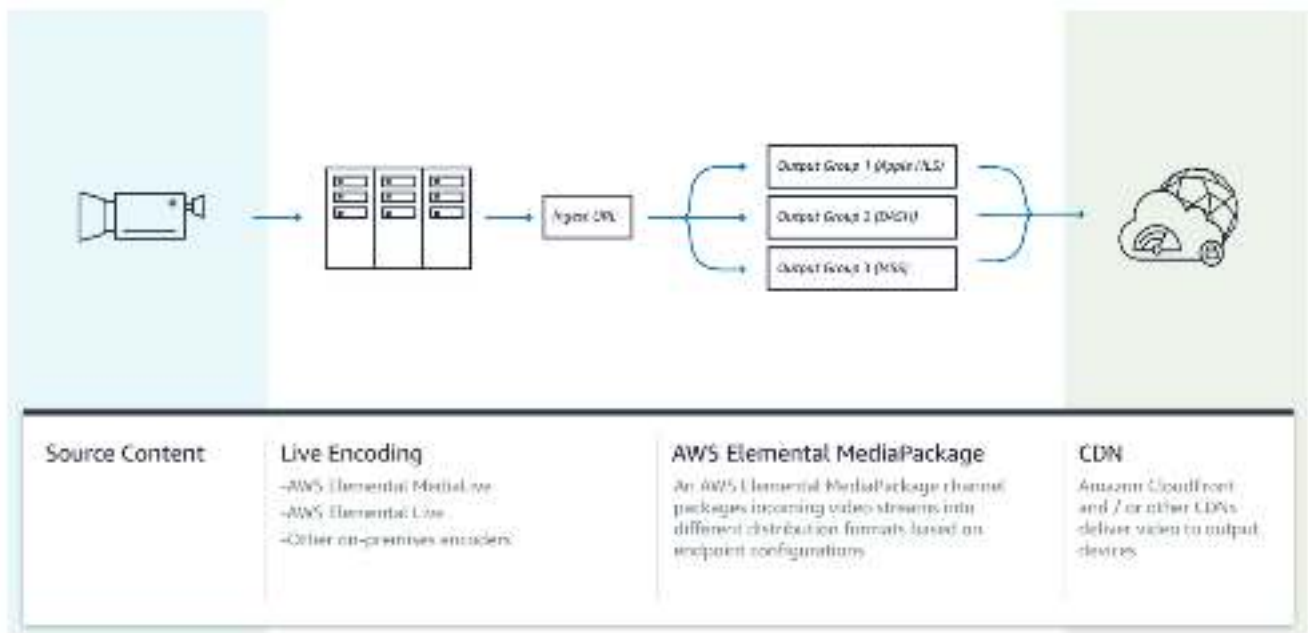 Ingest URL
Output Group 1 (Apple HLS)
Output Group 2 (DASH)
Output Group 3 (MSS)
Source Content
Live Encoding
-AWS Elemental MediaLive
-AWS Elemental Live
-Other on-premises encoders
AWS Elemental MediaPackage
An AWS Elemental MediaPackage channel
packages incoming video streams into
different distribution formats based on
endpoint configurations
CDN
Amazon CloudFront
and / or other CDNs
deliver video to output
devices